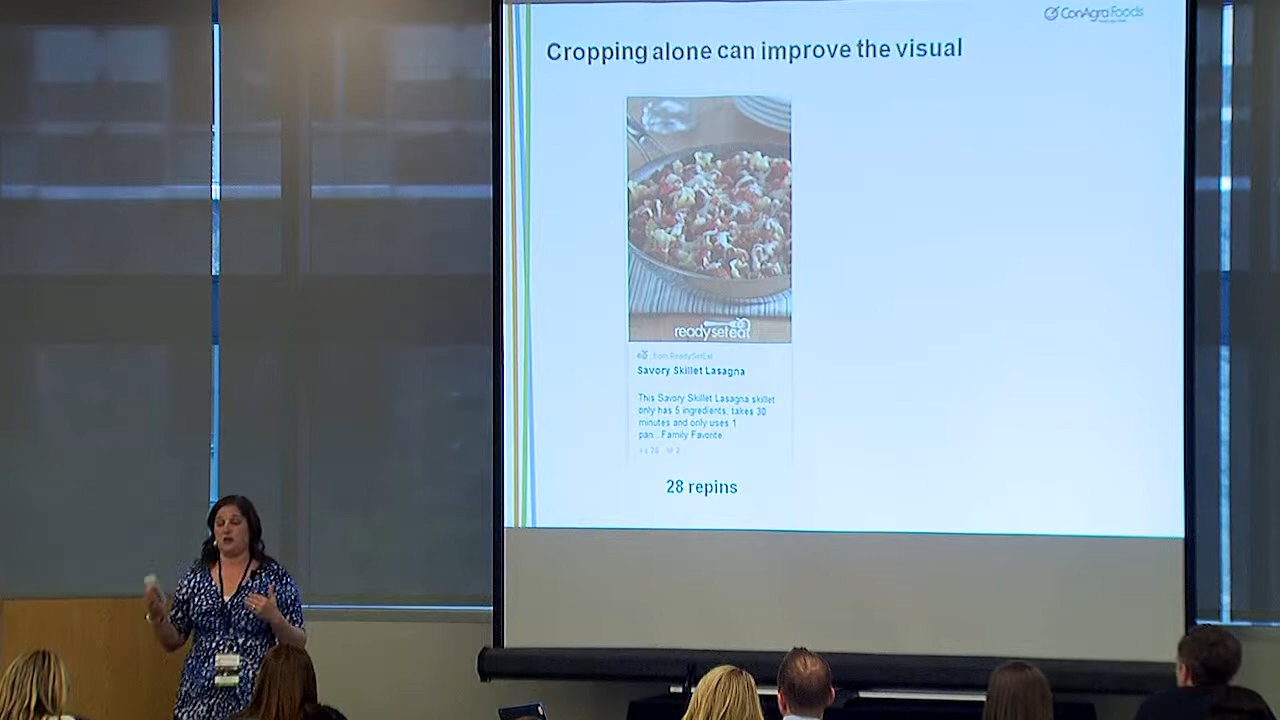 ConAgra Foods
Cropping alone can improve the visual
readyseteat
from ReadySetEat
Savory Skillet Lasagna
This Savory Skillet Lasagna skillet
only has 5 ingredients, takes 30
minutes and only uses 1
pan...Family Favorite.
28 repins